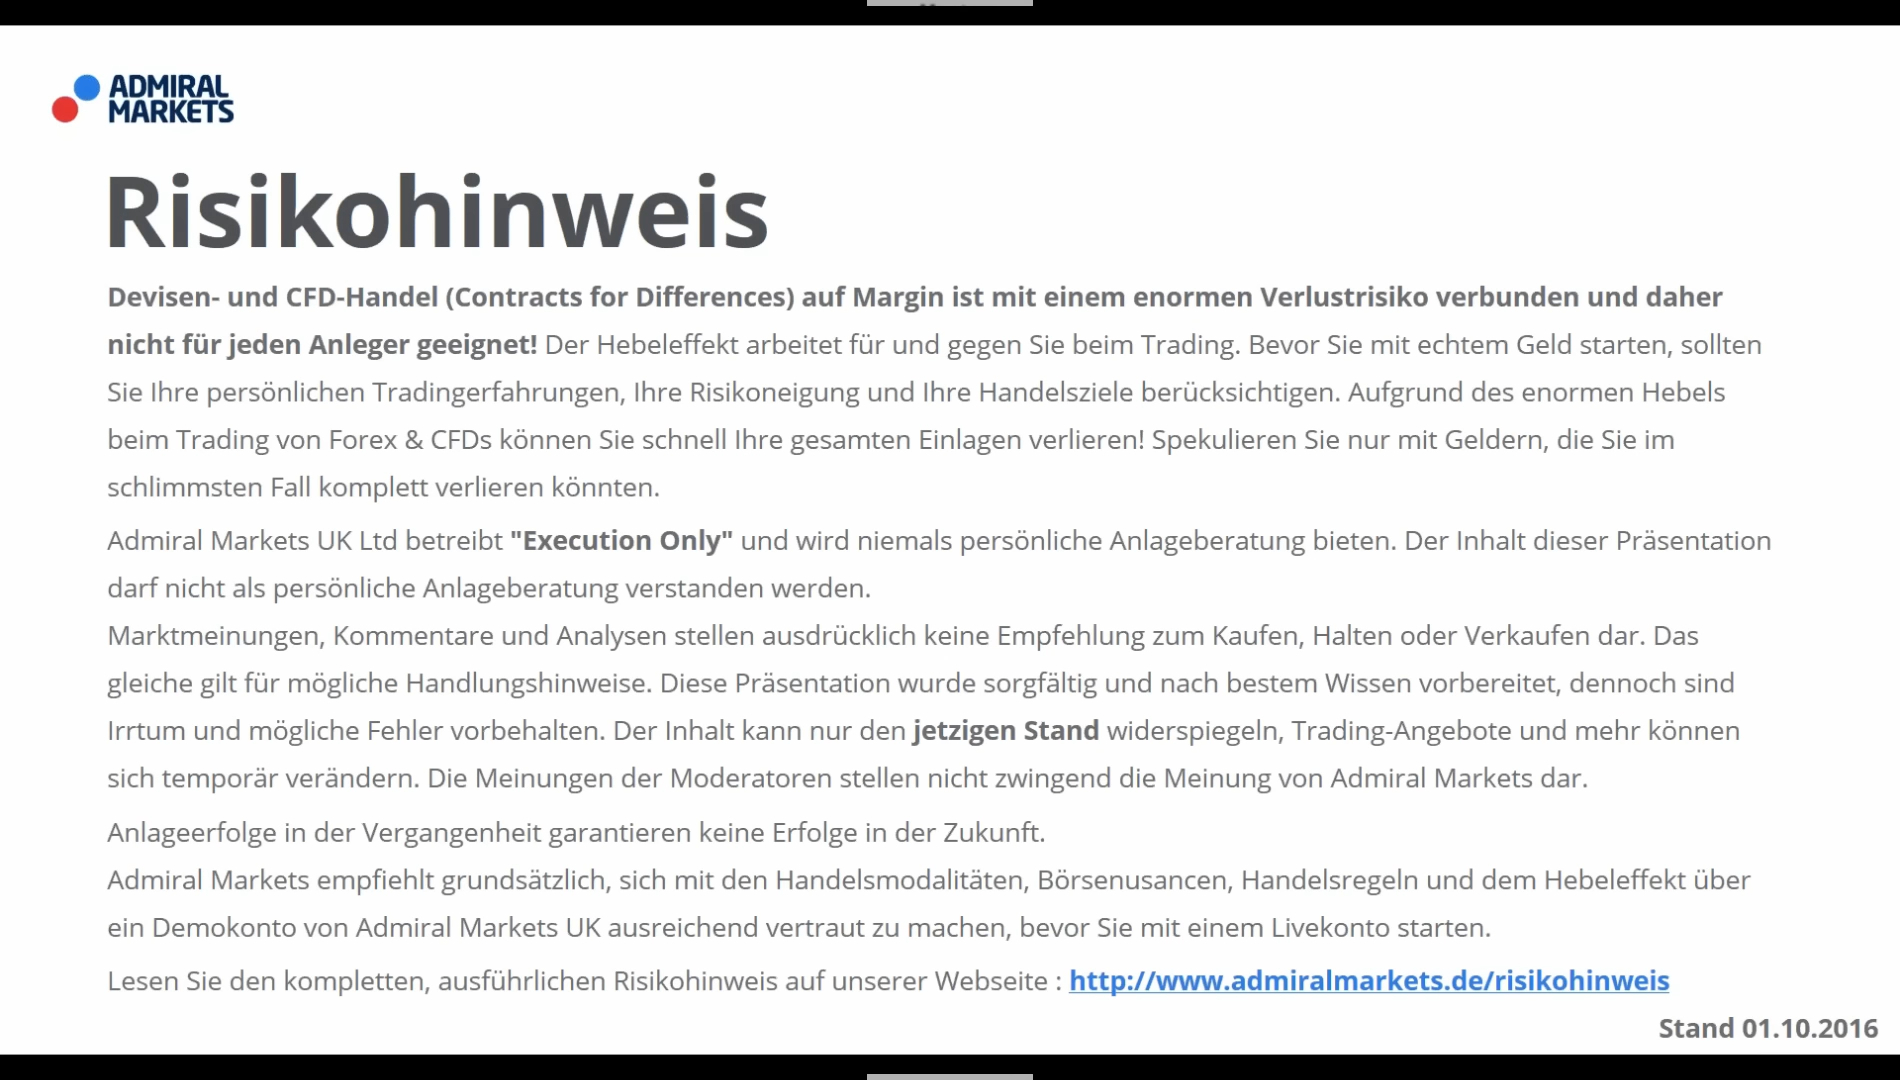 ADMIRAL
MARKETS
Risikohinweis
Devisen- und CFD-Handel (Contracts for Differences) auf Margin ist mit einem enormen Verlustrisiko verbunden und daher
nicht für jeden Anleger geeignet! Der Hebeleffekt arbeitet für und gegen Sie beim Trading. Bevor Sie mit echtem Geld starten, sollten
Sie Ihre persönlichen Tradingerfahrungen, Ihre Risikoneigung und Ihre Handelsziele berücksichtigen. Aufgrund des enormen Hebels
beim Trading von Forex & CFDs können Sie schnell Ihre gesamten Einlagen verlieren! Spekulieren Sie nur mit Geldern, die Sie im
schlimmsten Fall komplett verlieren könnten.
Admiral Markets UK Ltd betreibt "Execution Only" und wird niemals persönliche Anlageberatung bieten. Der Inhalt dieser Präsentation
darf nicht als persönliche Anlageberatung verstanden werden.
Marktmeinungen, Kommentare und Analysen stellen ausdrücklich keine Empfehlung zum Kaufen, Halten oder Verkaufen dar. Das
gleiche gilt für mögliche Handlungshinweise. Diese Präsentation wurde sorgfältig und nach bestem Wissen vorbereitet, dennoch sind
Irrtum und mögliche Fehler vorbehalten. Der Inhalt kann nur den jetzigen Stand widerspiegeln, Trading-Angebote und mehr können
sich temporär verändern. Die Meinungen der Moderatoren stellen nicht zwingend die Meinung von Admiral Markets dar.
Anlageerfolge in der Vergangenheit garantieren keine Erfolge in der Zukunft.
Admiral Markets empfiehlt grundsätzlich, sich mit den Handelsmodalitäten, Börsenusancen, Handelsregeln und dem Hebeleffekt über
ein Demokonto von Admiral Markets UK ausreichend vertraut zu machen, bevor Sie mit einem Livekonto starten.
Lesen Sie den kompletten, ausführlichen Risikohinweis auf unserer Webseite : http://www.admiralmarkets.de/risikohinweis
Stand 01.10.2016